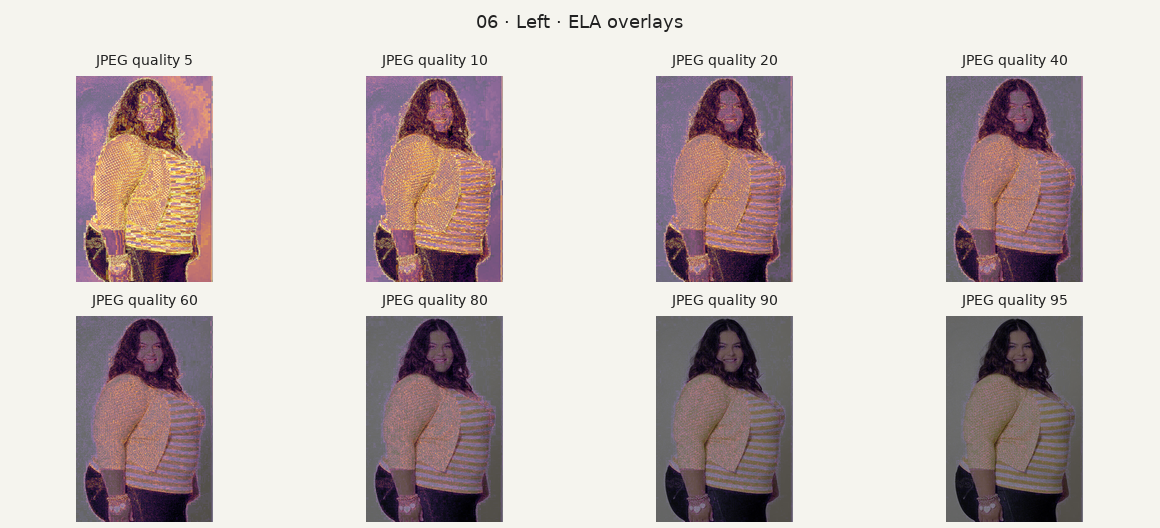 06 · Left · ELA overlays
JPEG quality 5
JPEG quality 10
JPEG quality 20
JPEG quality 40
JPEG quality 60
JPEG quality 80
JPEG quality 90
JPEG quality 95